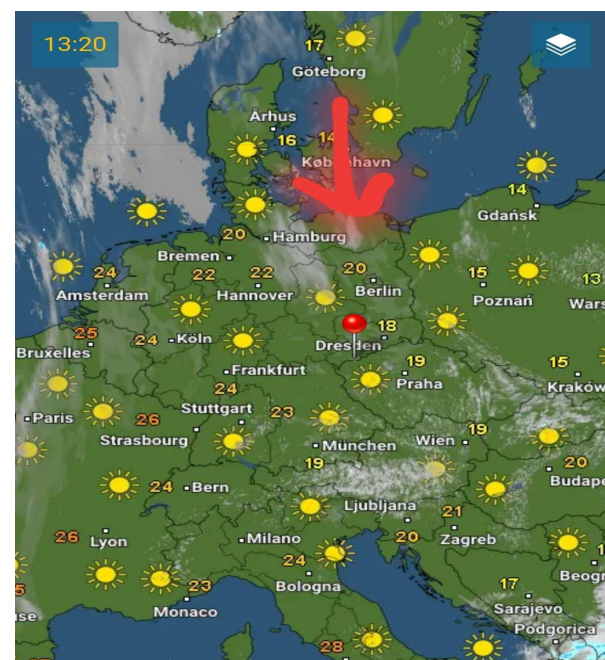 13:20
17
Göteborg
Århus
16
14
København
14
Gdańsk
20
Hamburg
Bremen
24
22
22
20
15
13
Amsterdam
Hannover
Berlin
Poznań
Wars
25
24
Köln
18
Bruxelles
Dresden
19
15
Frankfurt
24
Praha
Kraków
Paris
26
Stuttgart
23
19
Strasbourg
München
Wien
19
20
Budape
24
Bern
Ljubljana
21
26
Lyon
Milano
20
Zagreb
24
Bologna
1
Beogr
5
23
17
Sarajevo
use
Monaco
Podgorica
28